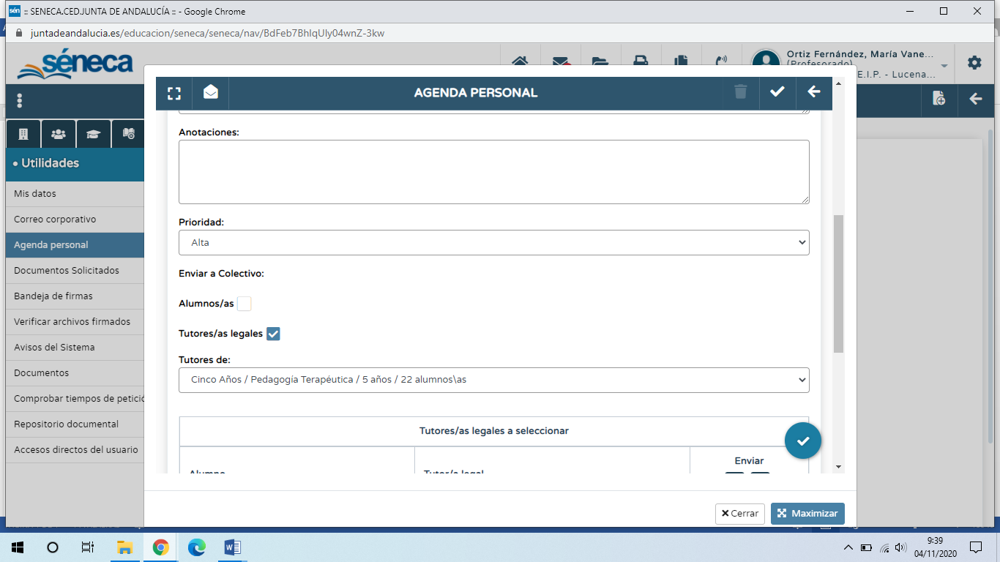 sén :: SENECA.CEDJUNTA DE ANDALUCÍA :: - Google Chrome
juntadeandalucia.es/educacion/seneca/seneca/nav/BdFeb7BhIqUIy04wnZ-3kw
séneca
Ortiz Fernández, María Vane...
(Profesorado)
E.I.P. - Lucena...
AGENDA PERSONAL
• Utilidades
Mis datos
Correo corporativo
Agenda personal
Documentos Solicitados
Bandeja de firmas
Verificar archivos firmados
Avisos del Sistema
Documentos
Comprobar tiempos de petició
Repositorio documental
Accesos directos del usuario
Anotaciones:
Prioridad:
Alta
Enviar a Colectivo:
Alumnos/as
Tutores/as legales
Tutores de:
Cinco Años / Pedagogía Terapéutica / 5 años / 22 alumnos\as
Tutores/as legales a seleccionar
Alumno
Tutor/a legal
Enviar
Cerrar
Maximizar
9:39
04/11/2020